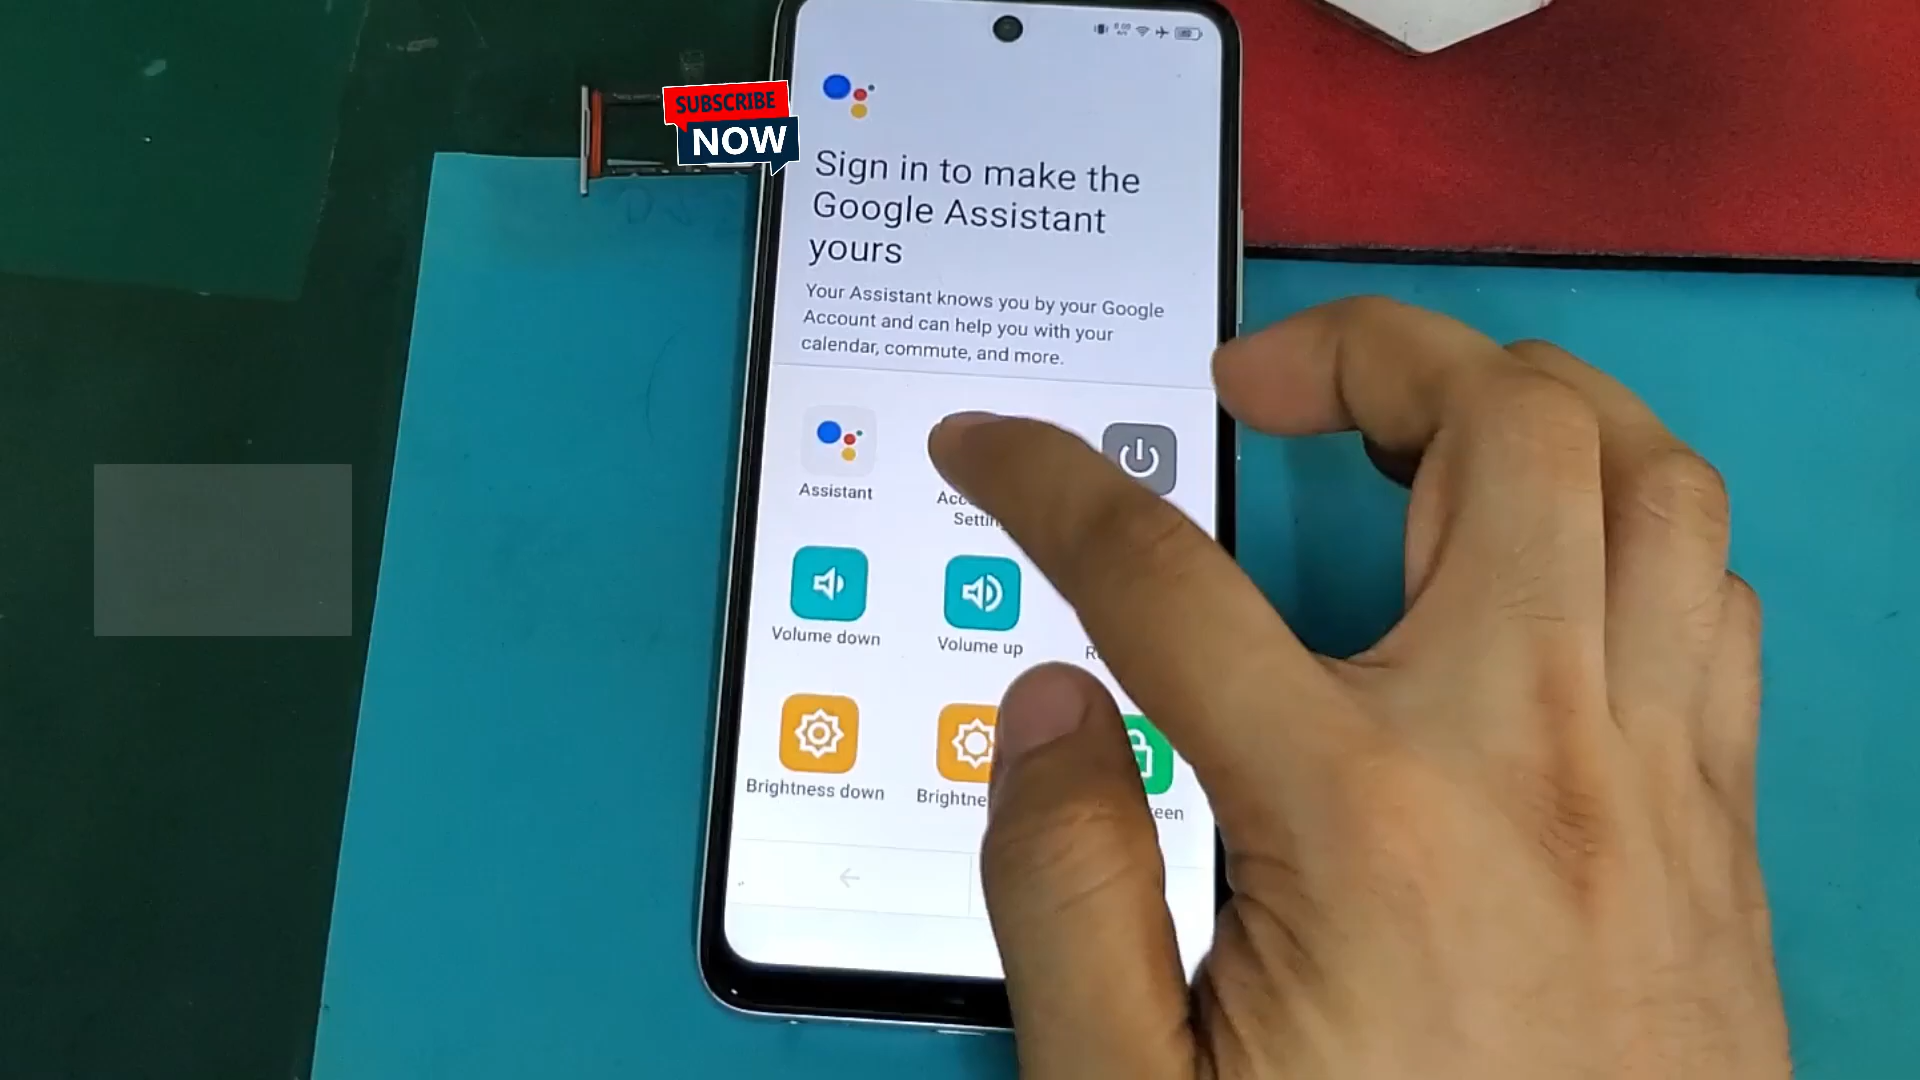 SUBSCRIBE
NOW
Sign in to make the
Google Assistant
yours
Your Assistant knows you by your Google
Account and can help you with your
calendar, commute, and more.
Assistant
Volume down
Volume up
Brightness down